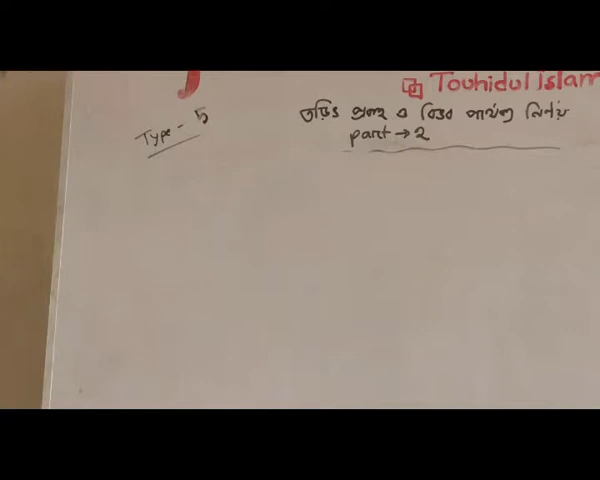 Touhidul islam
Type - 5
তড়িৎ প্রবাহ ও বিভব পার্থক্য নির্ণয়
part → 2